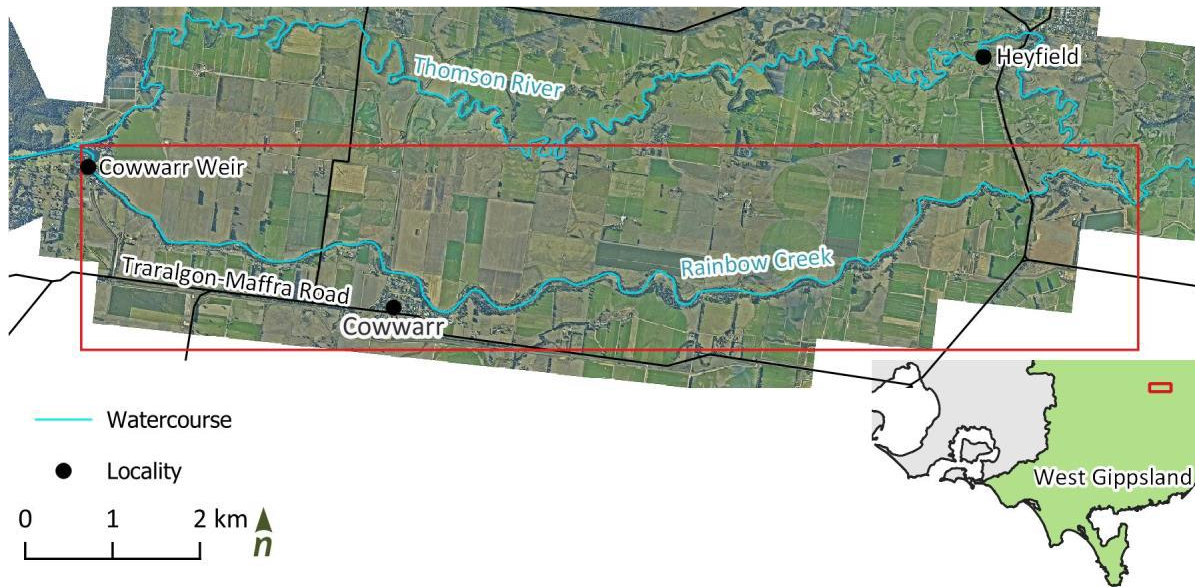 Thomson River
Heyfield
Cowwarr Weir
Rainbow Creek
Traralgon-Maffra Road
Cowwarr
Watercourse
Locality
0 1 2 km
n
West Gippsland